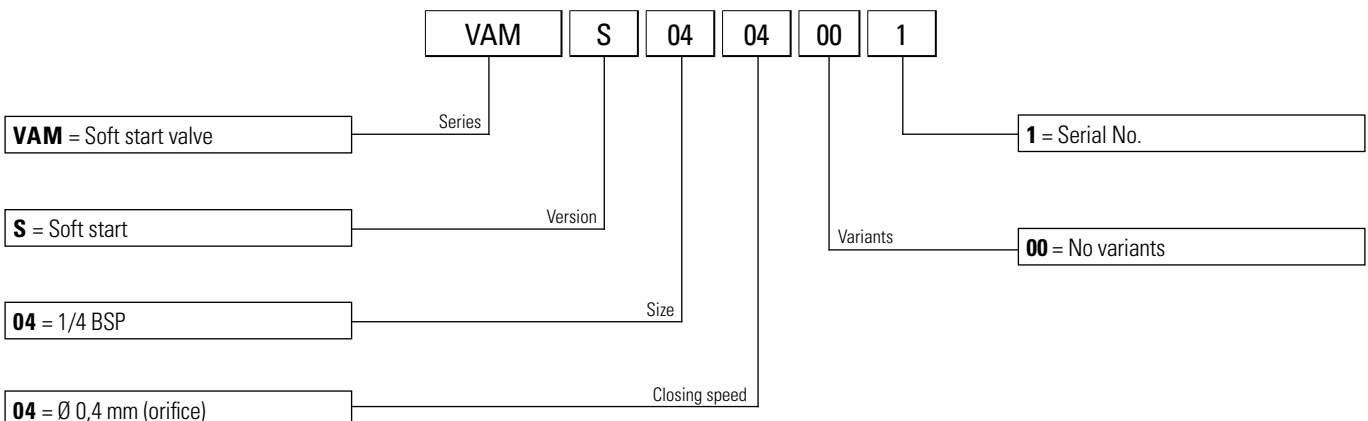 VAM S 04 04 00 1
Series
VAM = Soft start valve
1 = Serial No.
Version
S = Soft start
Variants
00 = No variants
Size
04 = 1/4 BSP
Closing speed
04 = Ø 0,4 mm (orifice)